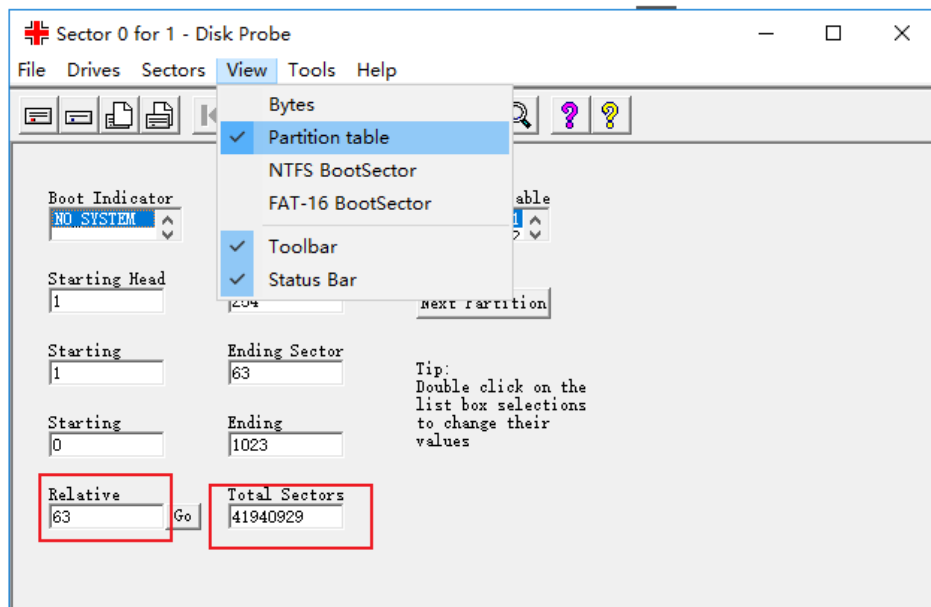 Sector 0 for 1 - Disk Probe
File Drives Sectors View Tools Help
Bytes
Partition table
NTFS BootSector
FAT-16 BootSector
Toolbar
Status Bar
Boot Indicator
NO_SYSTEM
able
1
2
Starting Head
1
254
Next Partition
Starting
1
Ending Sector
63
Tip:
Double click on the
list box selections
to change their
values
Starting
0
Ending
1023
Relative
63
Go
Total Sectors
41940929